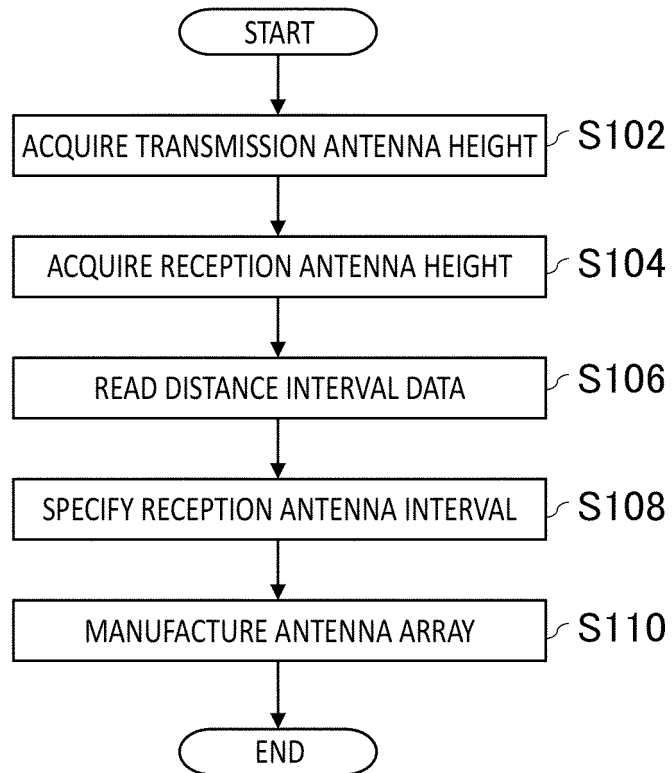 START
ACQUIRE TRANSMISSION ANTENNA HEIGHT
S102
ACQUIRE RECEPTION ANTENNA HEIGHT
S104
READ DISTANCE INTERVAL DATA
S106
SPECIFY RECEPTION ANTENNA INTERVAL
S108
MANUFACTURE ANTENNA ARRAY
S110
END